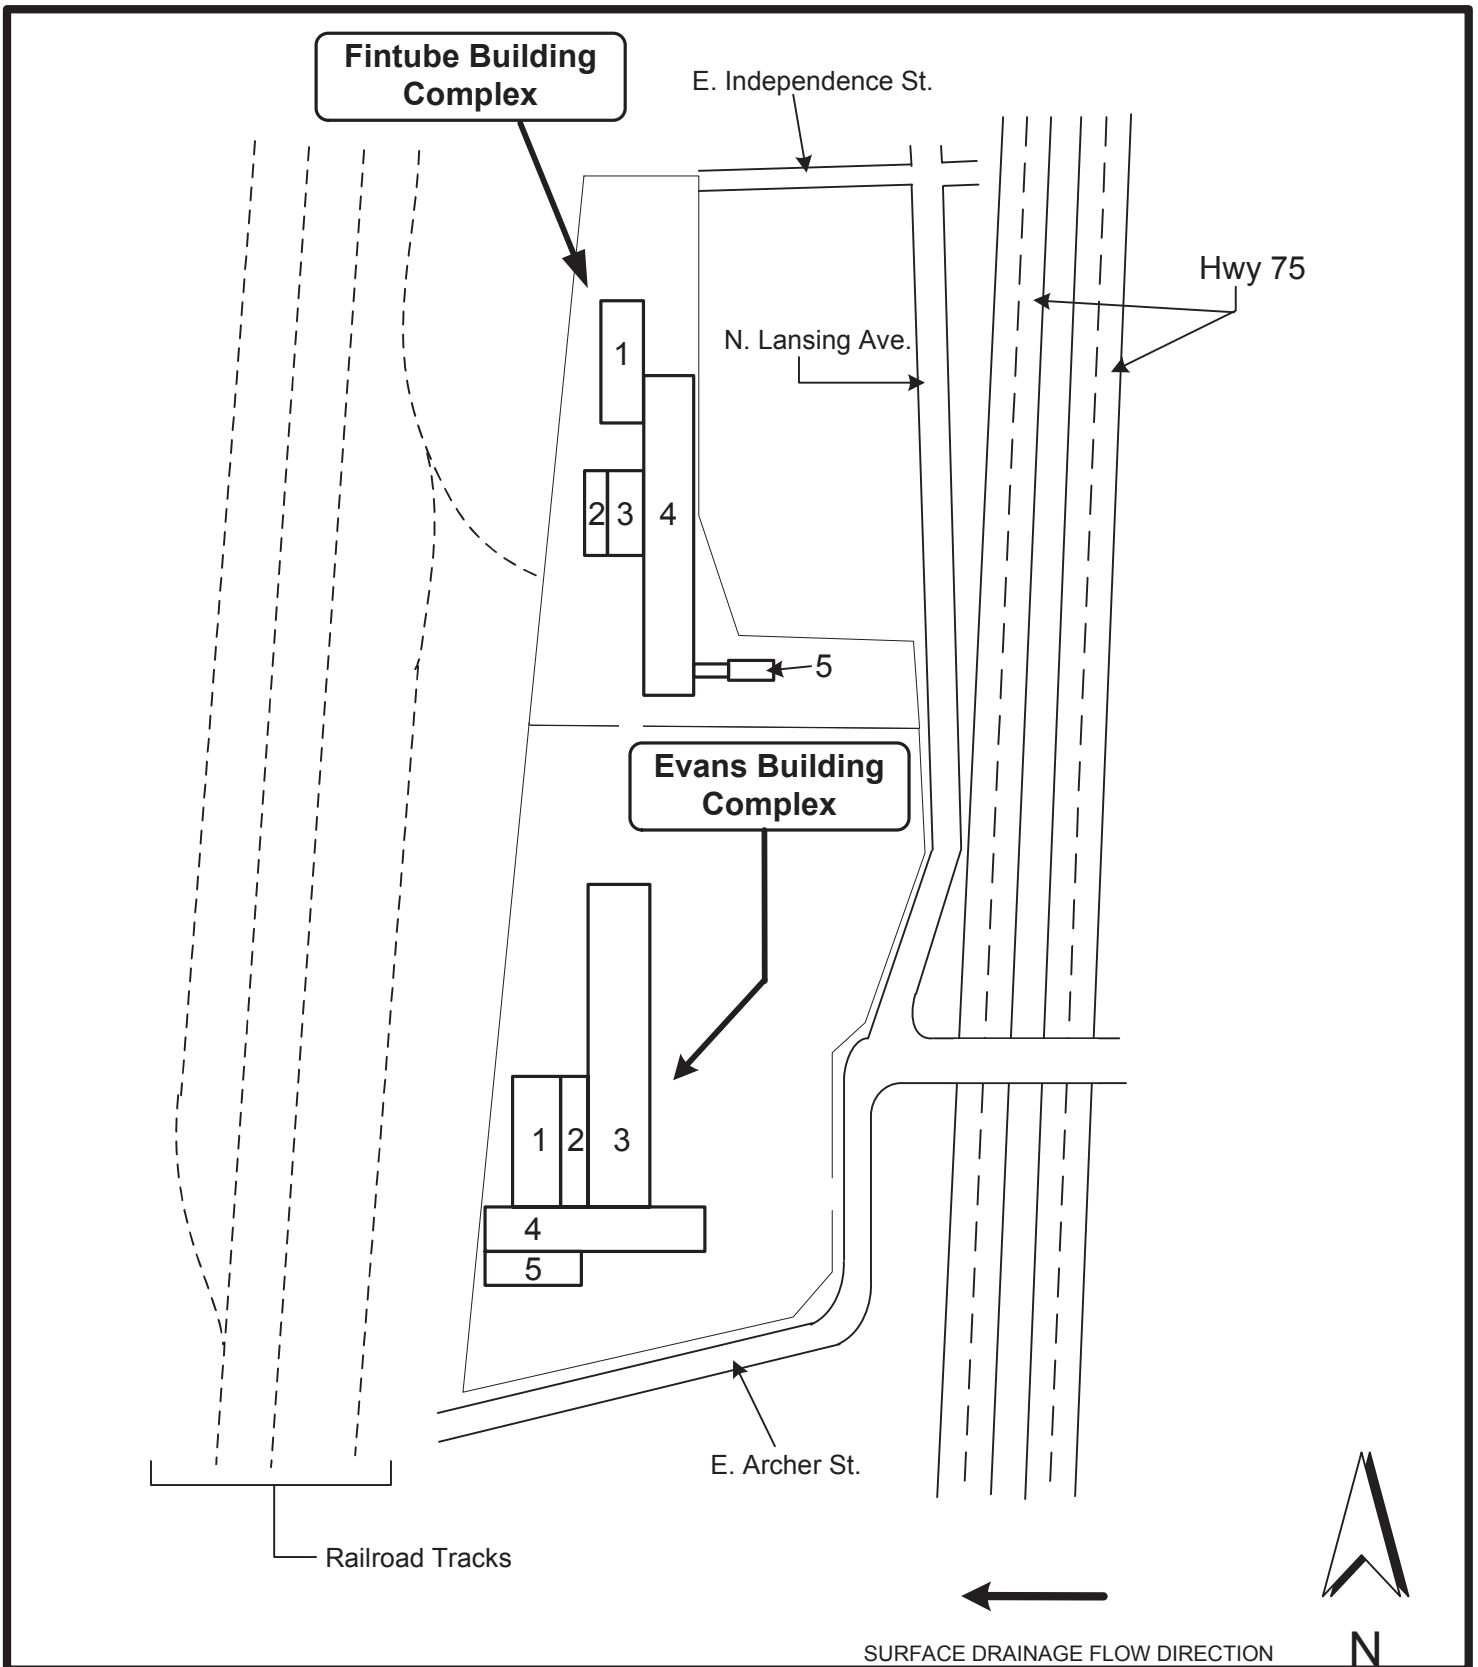 Fintube Building
Complex
E. Independence St.
Hwy 75
N. Lansing Ave.
1
2
3
4
5
Evans Building
Complex
1
2
3
4
5
E. Archer St.
Railroad Tracks
SURFACE DRAINAGE FLOW DIRECTION
N